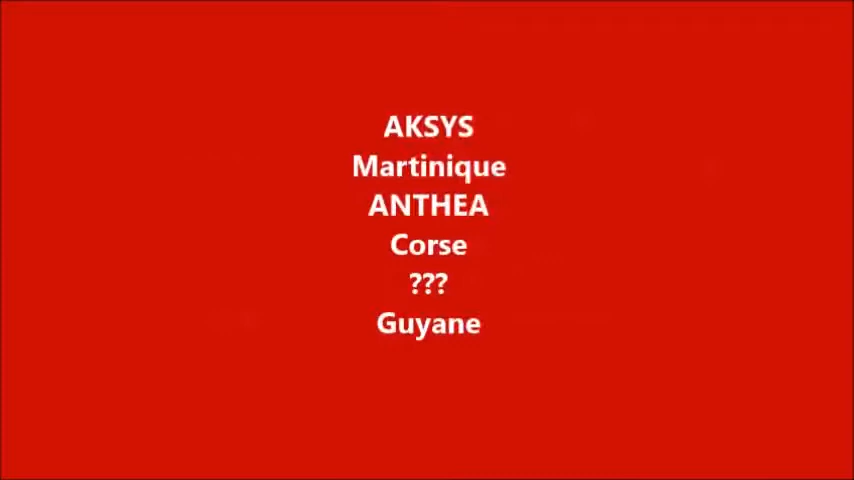 AKSYS
Martinique
ANTHEA
Corse
???
Guyane